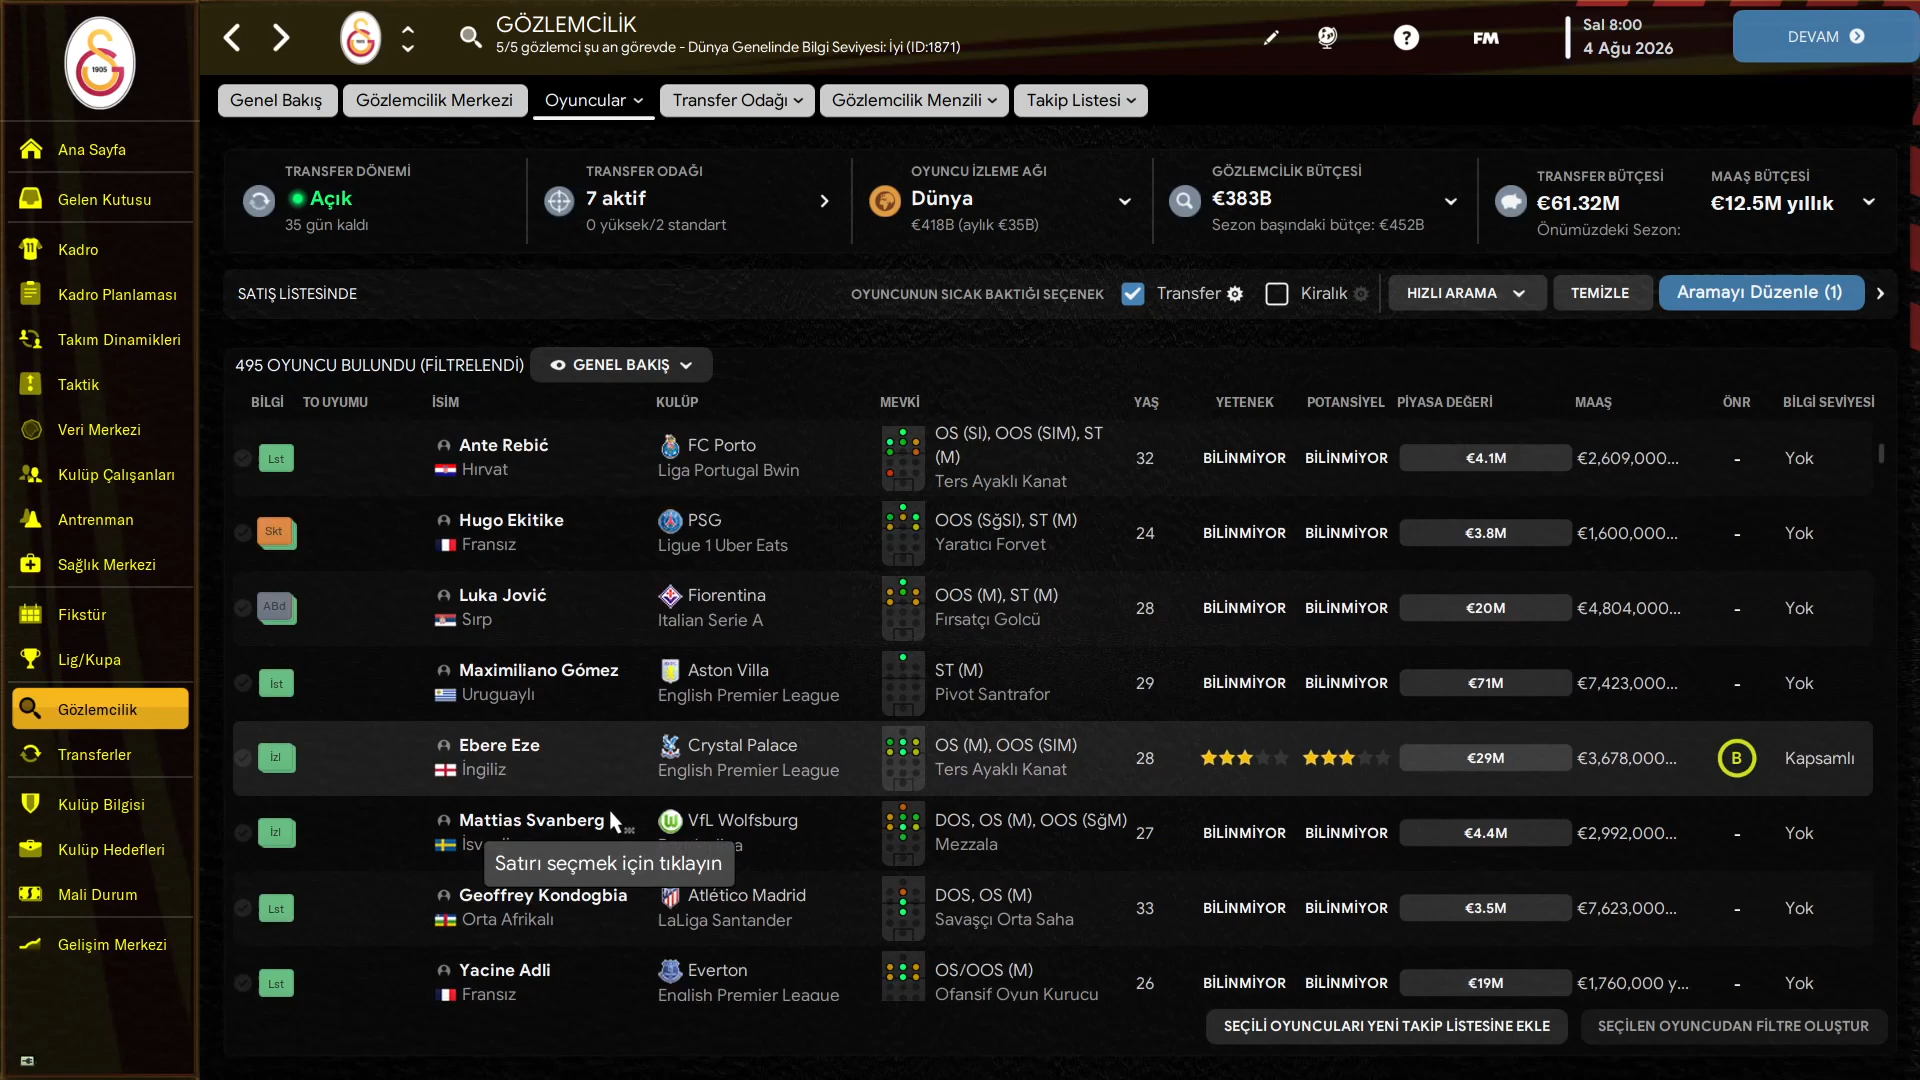 GÖZLEMCİLİK
5/5 gözlemci şu an görevde - Dünya Genelinde Bilgi Seviyesi: İyi (ID:1871)
FM
Sal 8:00
4 Ağu 2026
DEVAM
1905
Genel Bakış
Gözlemcilik Merkezi
Oyuncular
Transfer Odağı
Gözlemcilik Menzili
Takip Listesi
Ana Sayfa
Gelen Kutusu
Kadro
Kadro Planlaması
Takım Dinamikleri
Taktik
Veri Merkezi
Kulüp Çalışanları
Antrenman
Sağlık Merkezi
Fikstür
Lig/Kupa
Gözlemcilik
Transferler
Kulüp Bilgisi
Kulüp Hedefleri
Mali Durum
Gelişim Merkezi
TRANSFER DÖNEMİ
Açık
35 gün kaldı
TRANSFER ODAĞI
7 aktif
0 yüksek/2 standart
OYUNCU İZLEME AĞI
Dünya
€418B (aylık €35B)
GÖZLEMCİLİK BÜTÇESİ
€383B
Sezon başındaki bütçe: €452B
TRANSFER BÜTÇESİ
€61.32M
Önümüzdeki Sezon:
MAAŞ BÜTÇESİ
€12.5M yıllık
SATIŞ LİSTESİNDE
OYUNCUNUN SICAK BAKTIĞI SEÇENEK
Transfer
Kiralık
HIZLI ARAMA
TEMİZLE
Aramayı Düzenle (1)
495 OYUNCU BULUNDU (FİLTRELENDİ)
GENEL BAKIŞ
BİLGİ TO UYUMU İSİM KULÜP MEVKİ YAŞ YETENEK POTANSİYEL PİYASA DEĞERİ MAAŞ ÖNR BİLGİ SEVİYESİ
Lst
Ante Rebić
Hırvat
FC Porto
Liga Portugal Bwin
OS (Sl), OOS (SlM), ST
(M)
Ters Ayaklı Kanat
32 BİLİNMİYOR BİLİNMİYOR €4.1M €2,609,000... - Yok
Skt
Hugo Ekitike
Fransız
PSG
Ligue 1 Uber Eats
OOS (SğSl), ST (M)
Yaratıcı Forvet
24 BİLİNMİYOR BİLİNMİYOR €3.8M €1,600,000... - Yok
ABd
Luka Jović
Sırp
Fiorentina
Italian Serie A
OOS (M), ST (M)
Fırsatçı Golcü
28 BİLİNMİYOR BİLİNMİYOR €20M €4,804,000... - Yok
İst
Maximiliano Gómez
Uruguaylı
Aston Villa
English Premier League
ST (M)
Pivot Santrafor
29 BİLİNMİYOR BİLİNMİYOR €71M €7,423,000... - Yok
İzl
Ebere Eze
İngiliz
Crystal Palace
English Premier League
OS (M), OOS (SlM)
Ters Ayaklı Kanat
28 €29M €3,678,000... B Kapsamlı
İzl
Mattias Svanberg
VfL Wolfsburg
DOS, OS (M), OOS (SğM)
Mezzala
27 BİLİNMİYOR BİLİNMİYOR €4.4M €2,992,000... - Yok
Satırı seçmek için tıklayın
Lst
Geoffrey Kondogbia
Orta Afrikalı
Atlético Madrid
LaLiga Santander
DOS, OS (M)
Savaşçı Orta Saha
33 BİLİNMİYOR BİLİNMİYOR €3.5M €7,623,000... - Yok
Lst
Yacine Adli
Fransız
Everton
English Premier League
OS/OOS (M)
Ofansif Oyun Kurucu
26 BİLİNMİYOR BİLİNMİYOR €19M €1,760,000 y... - Yok
SEÇİLİ OYUNCULARI YENİ TAKİP LİSTESİNE EKLE
SEÇİLEN OYUNCUDAN FİLTRE OLUŞTUR